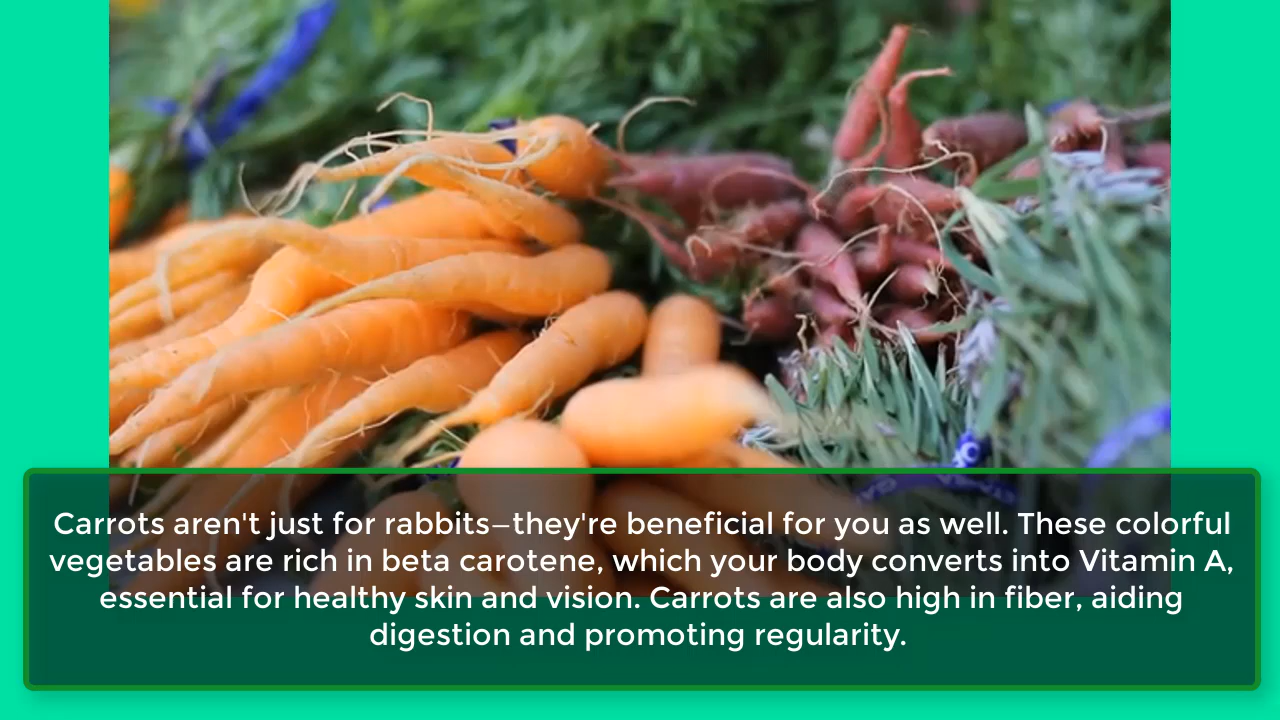 Carrots aren't just for rabbits—they're beneficial for you as well. These colorful
vegetables are rich in beta carotene, which your body converts into Vitamin A,
essential for healthy skin and vision. Carrots are also high in fiber, aiding
digestion and promoting regularity.